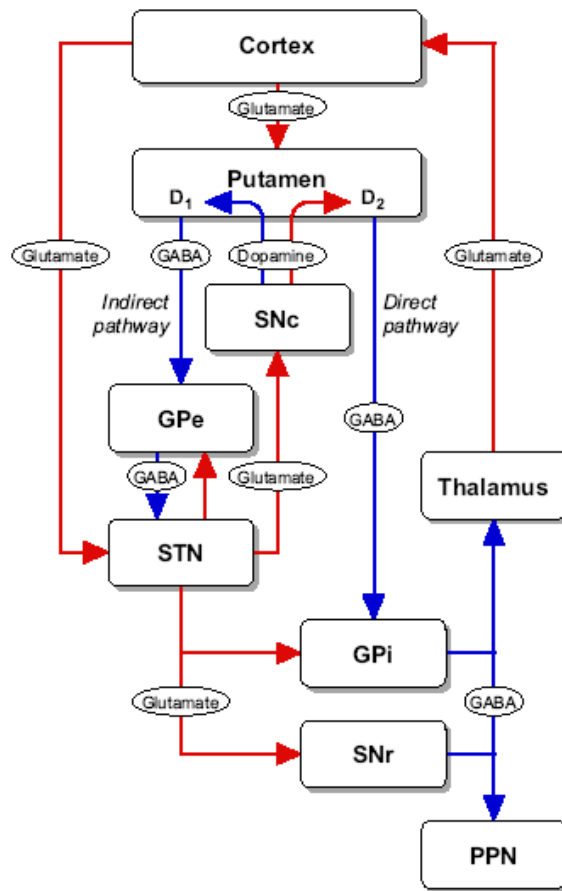 Cortex
Glutamate
Putamen
D1 D2
Glutamate GABA Dopamine Glutamate
Indirect pathway
SNc
Direct pathway
GPe
GABA
GABA Glutamate
Thalamus
STN
GPi
Glutamate GABA
SNr
PPN